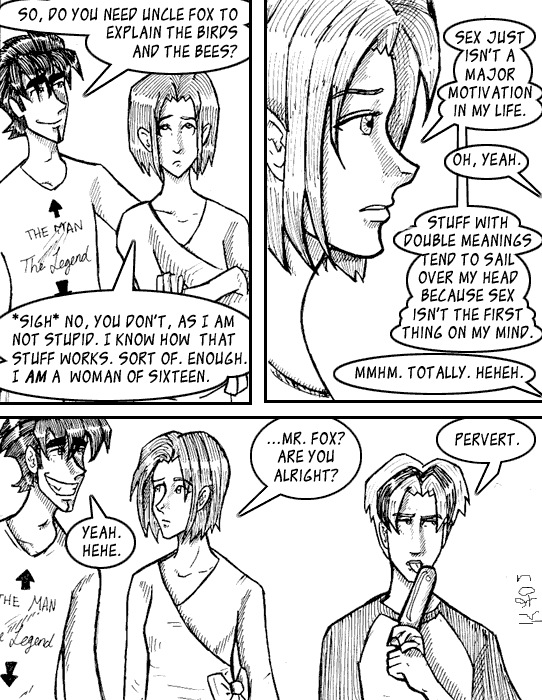 SO, DO YOU NEED UNCLE FOX TO
EXPLAIN THE BIRDS
AND THE BEES?
THE MAN
The Legend
*SIGH* NO, YOU DON'T, AS I AM
NOT STUPID. I KNOW HOW THAT
STUFF WORKS. SORT OF. ENOUGH.
I AM A WOMAN OF SIXTEEN.
SEX JUST
ISN'T A
MAJOR
MOTIVATION
IN MY LIFE.
OH, YEAH.
STUFF WITH
DOUBLE MEANINGS
TEND TO SAIL
OVER MY HEAD
BECAUSE SEX
ISN'T THE FIRST
THING ON MY MIND.
MMHM. TOTALLY. HEHEH.
YEAH.
HEHE.
THE MAN
e Legend
...MR. FOX?
ARE YOU
ALRIGHT?
PERVERT.